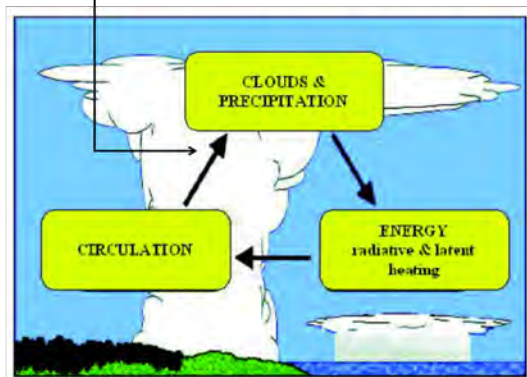 CLOUDS &
PRECIPITATION
CIRCULATION
ENERGY
radiative & latent
heating